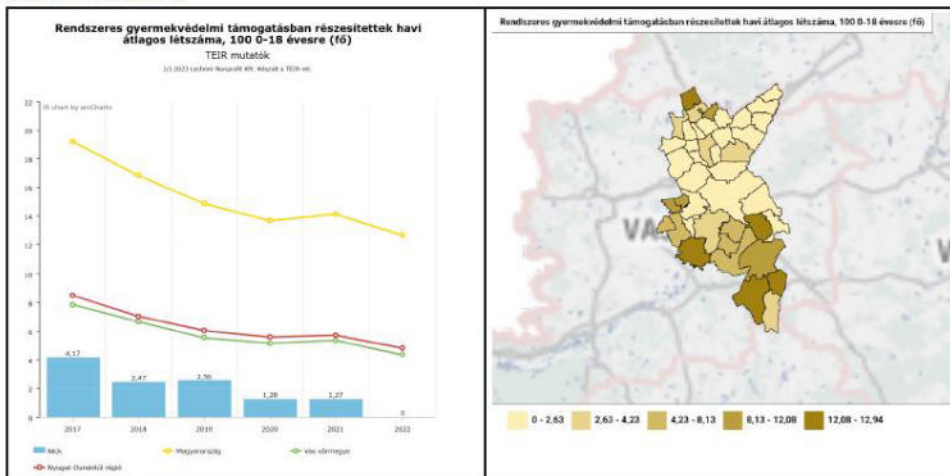 Rendszeres gyermekvédelmi támogatásban részesítettek havi
átlagos létszáma, 100 0-18 évesre (fő)
TEIR mutatók
(c) 2023 Lechner Nonprofit Kft. Készült a TEIR-rel.
JS chart by amCharts
22
20
18
16
14
12
10
8
6
4
2
0
4,17
2,47
2,56
1,28
1,27
0
2017
2018
2019
2020
2021
2022
Nick
Magyarország
Vas vármegye
Nyugat-Dunántúl régió
Rendszeres gyermekvédelmi támogatásban részesítettek havi átlagos létszáma, 100 0-18 évesre (fő)
VA
V
0 - 2,63
2,63 - 4,23
4,23 - 8,13
8,13 - 12,08
12,08 - 12,94